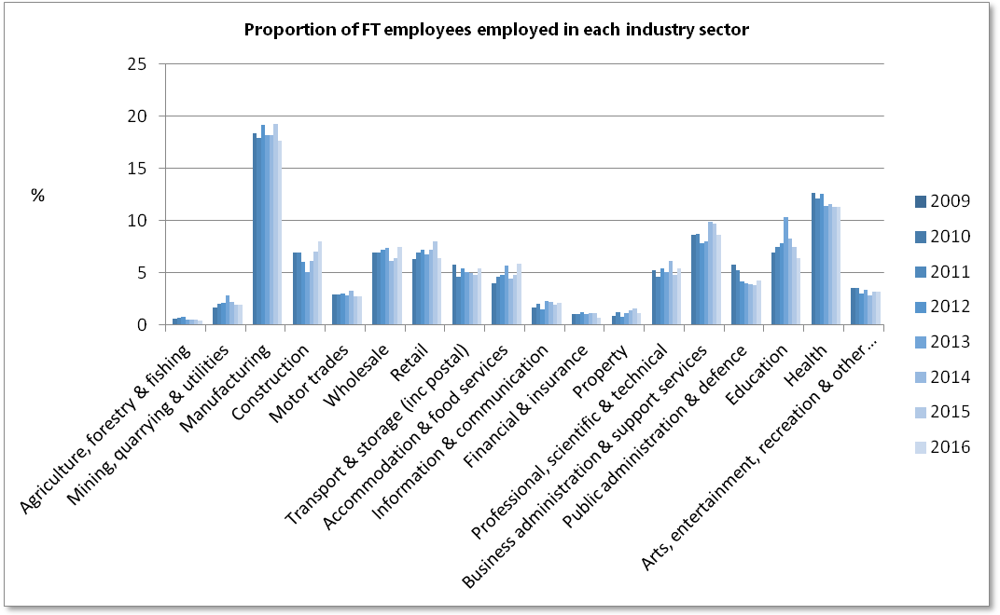 Proportion of FT employees employed in each industry sector
25
20
15
10
5
0
%
Agriculture, forestry & fishing
Mining, quarrying & utilities
Manufacturing
Construction
Motor trades
Wholesale
Retail
Transport & storage (inc postal)
Accommodation & food services
Information & communication
Financial & insurance
Property
Professional, scientific & technical
Business administration & support services
Public administration & defence
Education
Health
Arts, entertainment, recreation & other...
2009
2010
2011
2012
2013
2014
2015
2016